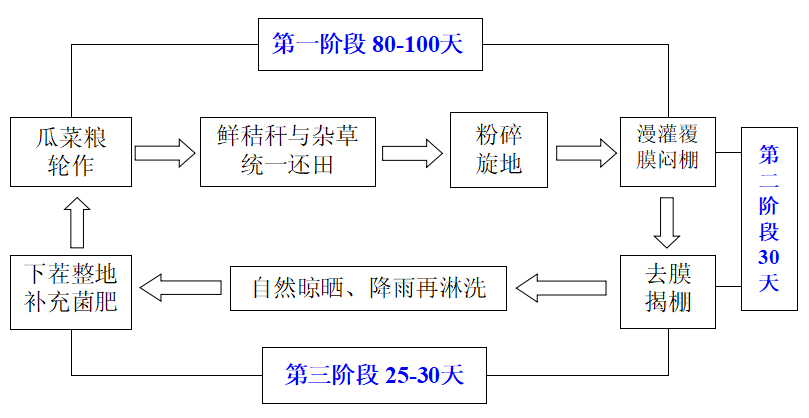 第一阶段 80-100天
瓜菜粮
轮作
鲜秸秆与杂草
统一还田
粉碎
旋地
漫灌覆
膜闷棚
第
二
阶
段
30
天
去膜
揭棚
自然晾晒、降雨再淋洗
下茬整地
补充菌肥
第三阶段 25-30天